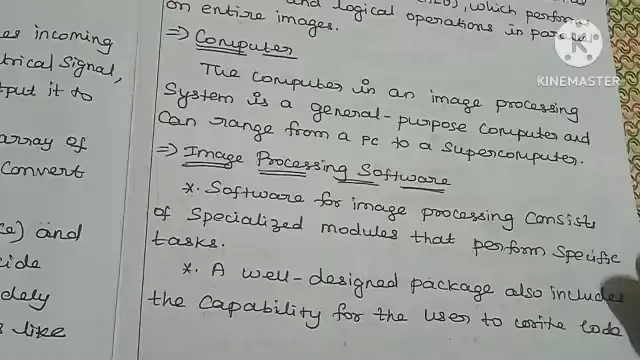 es incoming
trical signal,
put it to
array of
Convert
and
ide
dely
like
and logical operations in parallel
on entire images.
⇒ Computer
The computer in an image processing
System is a general-purpose computer and
can range from a PC to a supercomputer.
⇒ Image Processing Software
*. Software for image processing consists
of specialized modules that perform specific
tasks.
*. A well-designed package also includes
the capability for the user to write code
KINEMASTER